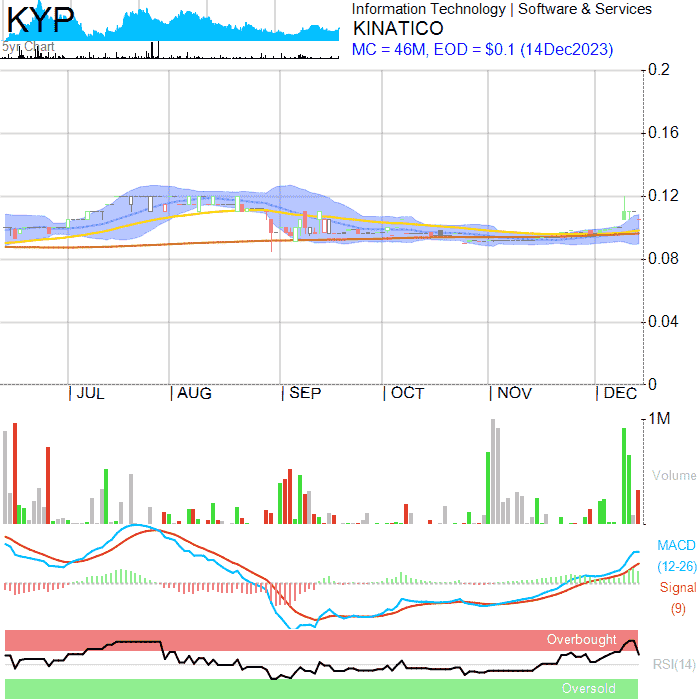 KYP
5yr Chart
Information Technology | Software & Services
KINATICO
MC = 46M, EOD = $0.1 (14Dec2023)
0.2
0.16
0.12
0.08
0.04
0
| JUL | AUG | SEP | OCT | NOV | DEC
1M
Volume
MACD
(12-26)
Signal
(9)
Overbought
RSI(14)
Oversold